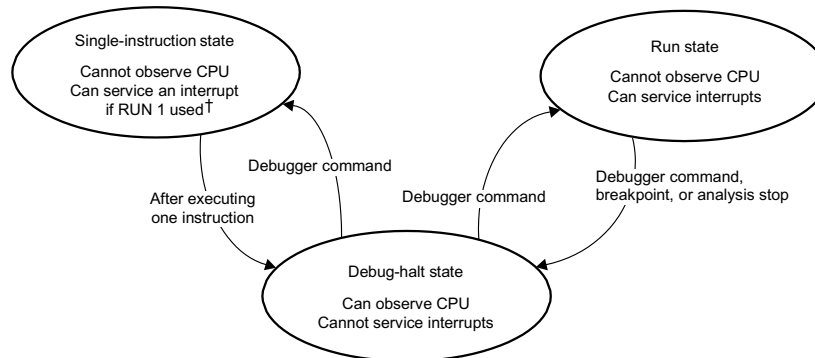 Single-instruction state
Cannot observe CPU
Can service an interrupt
if RUN 1 used†
Run state
Cannot observe CPU
Can service interrupts
Debugger command
After executing
one instruction
Debugger command
Debugger command,
breakpoint, or analysis stop
Debug-halt state
Can observe CPU
Cannot service interrupts